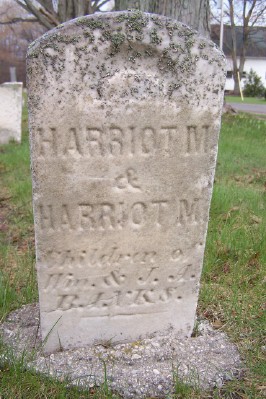 HARRIOT M
&
HARRIOT M.
Children of
Wm. & J. A.
BANKS.